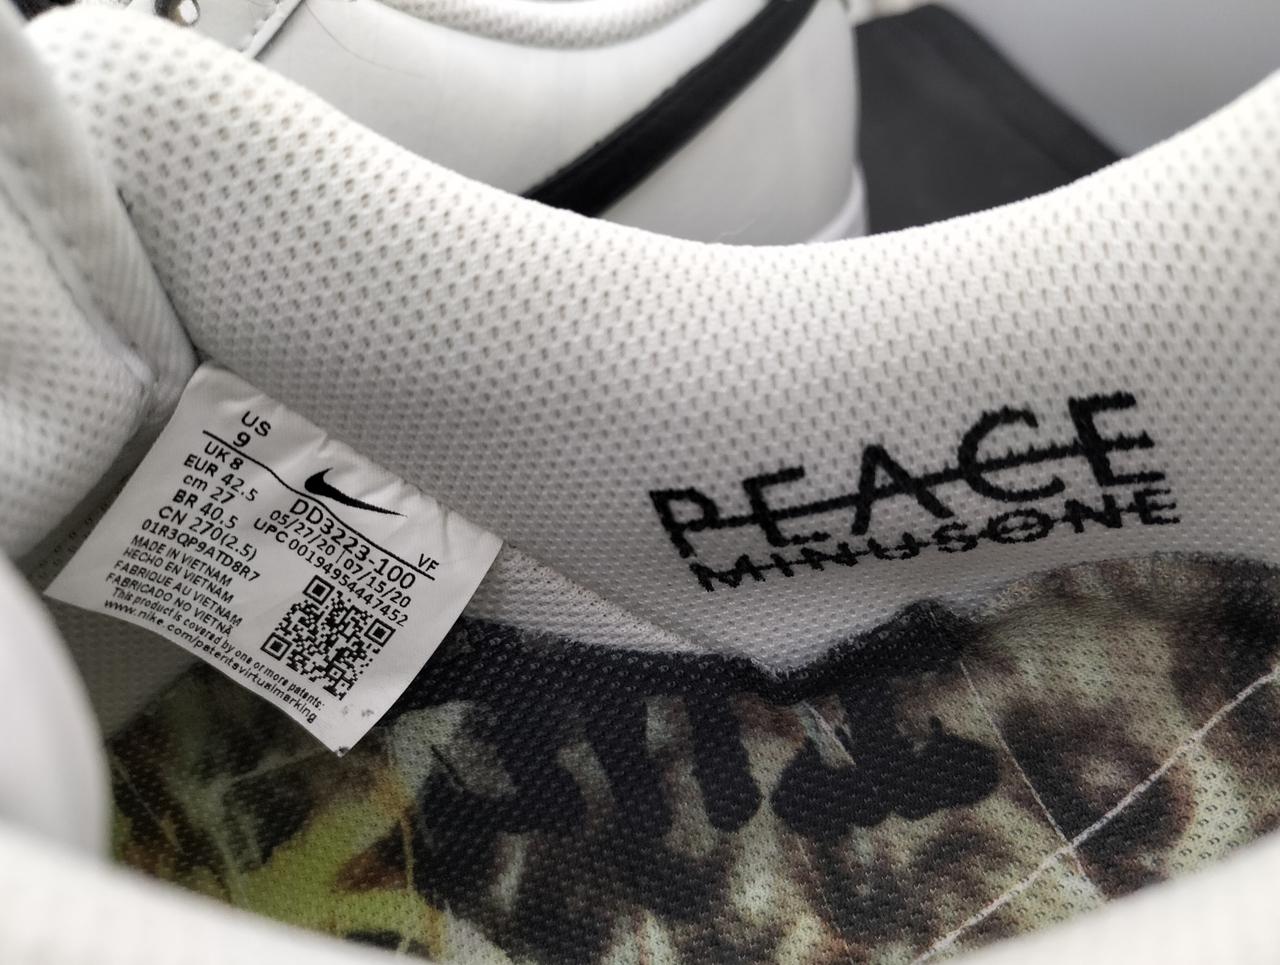 US
9
UK 8
EUR 42.5
cm 27
BR 40.5
CN 270(2.5)
DD3223-100
VF
05/27/20 07/15/20
UPC 00194954447452
01R3QP9ATD8R7
MADE IN VIETNAM
HECHO EN VIETNAM
FABRIQUE AU VIETNAM
FABRICADO NO VIETNÃ
This product is covered by one or more patents:
www.nike.com/patentsvirtualmarking
PEACE
MINUSONE